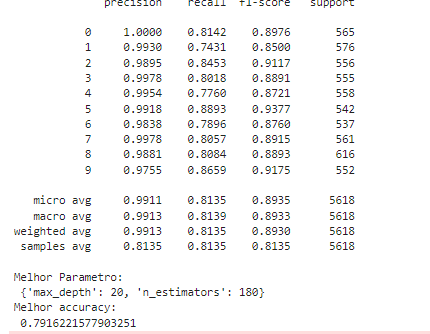 precision recall f1-score support
0 1.0000 0.8142 0.8976 565
1 0.9930 0.7431 0.8500 576
2 0.9895 0.8453 0.9117 556
3 0.9978 0.8018 0.8891 555
4 0.9954 0.7760 0.8721 558
5 0.9918 0.8893 0.9377 542
6 0.9838 0.7896 0.8760 537
7 0.9978 0.8057 0.8915 561
8 0.9881 0.8084 0.8893 616
9 0.9755 0.8659 0.9175 552
micro avg 0.9911 0.8135 0.8935 5618
macro avg 0.9913 0.8139 0.8933 5618
weighted avg 0.9913 0.8135 0.8930 5618
samples avg 0.8135 0.8135 0.8135 5618
Melhor Parametro:
{'max_depth': 20, 'n_estimators': 180}
Melhor accuracy:
0.7916221577903251